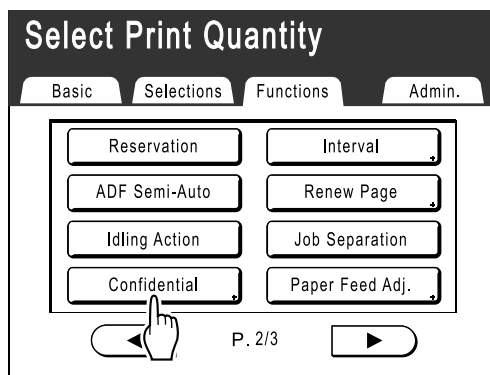 Select Print Quantity
Basic Selections Functions Admin.
Reservation Interval
ADF Semi-Auto Renew Page
Idling Action Job Separation
Confidential Paper Feed Adj.
P. 2/3